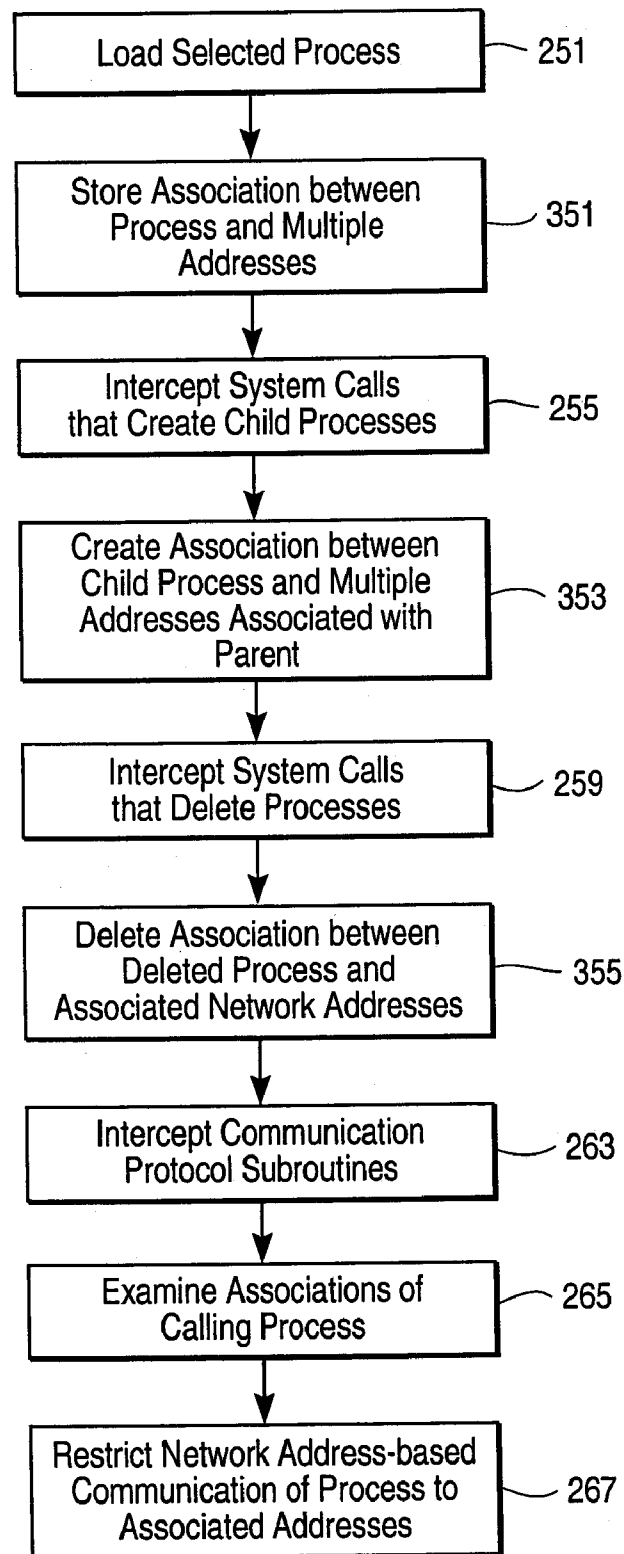 Load Selected Process
251
Store Association between
Process and Multiple
Addresses
351
Intercept System Calls
that Create Child Processes
255
Create Association between
Child Process and Multiple
Addresses Associated with
Parent
353
Intercept System Calls
that Delete Processes
259
Delete Association between
Deleted Process and
Associated Network Addresses
355
Intercept Communication
Protocol Subroutines
263
Examine Associations of
Calling Process
265
Restrict Network Address-based
Communication of Process to
Associated Addresses
267